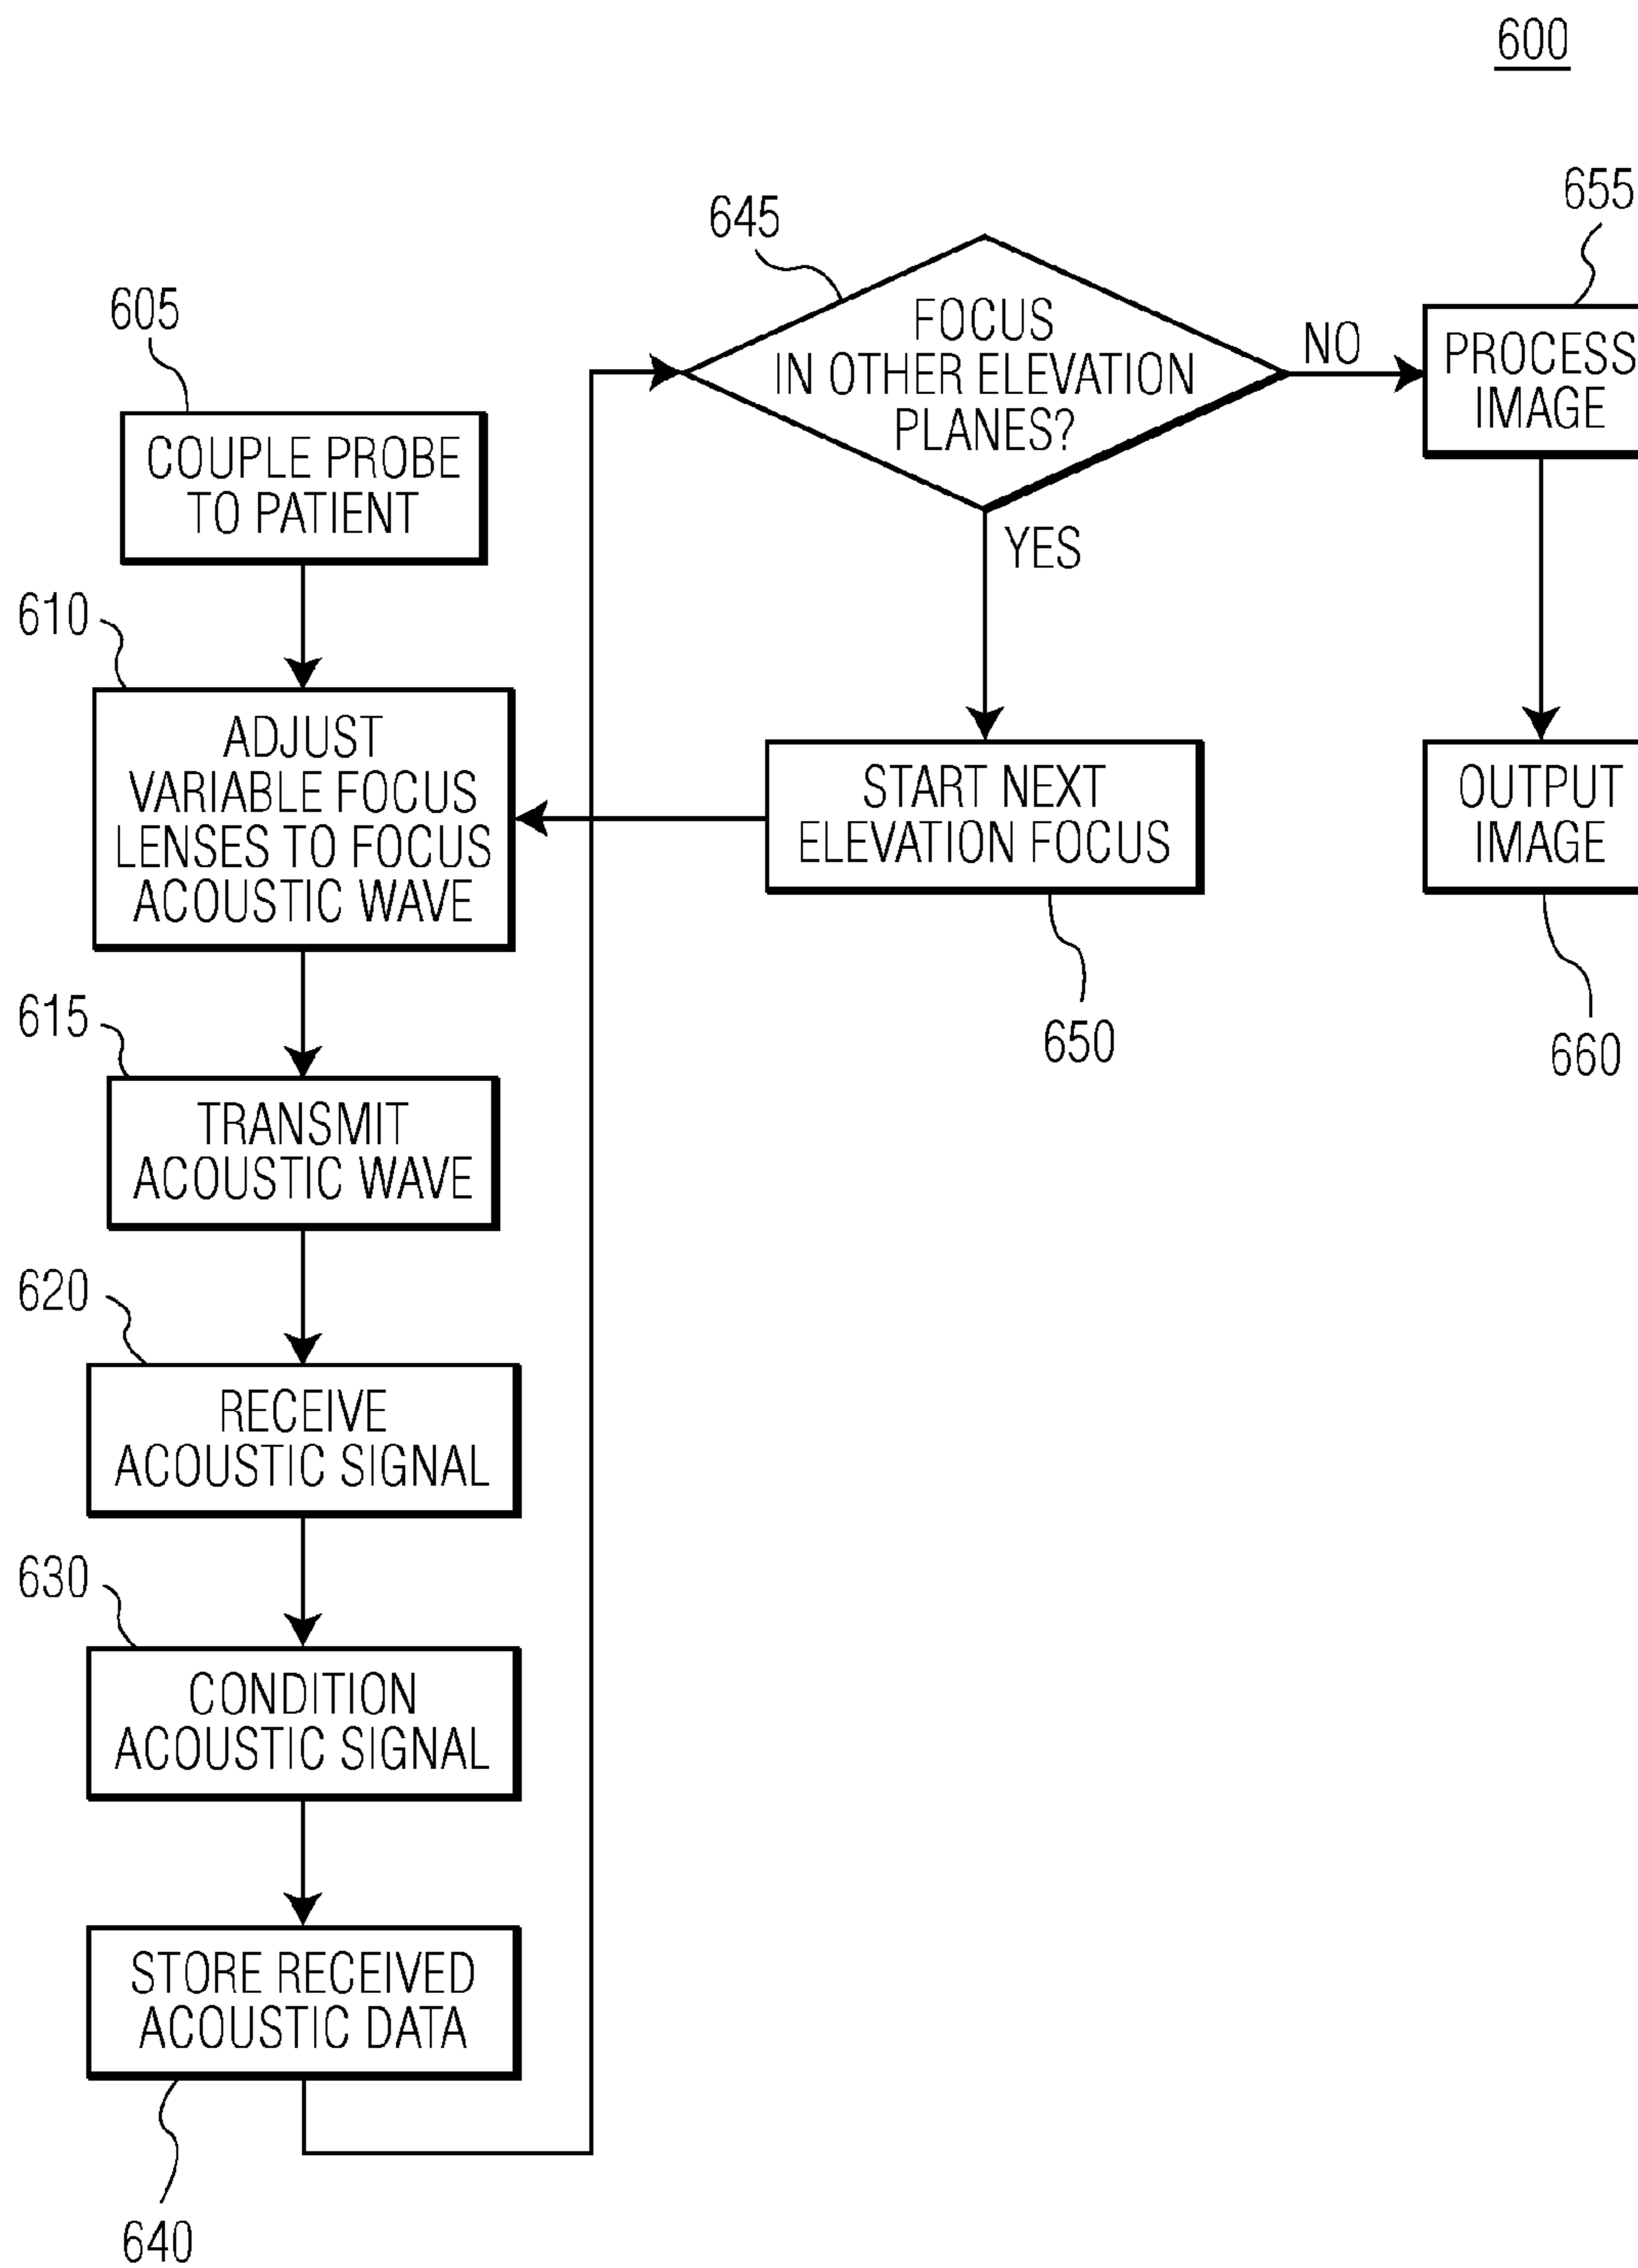 600
605
COUPLE PROBE
TO PATIENT
610
ADJUST
VARIABLE FOCUS
LENSES TO FOCUS
ACOUSTIC WAVE
615
TRANSMIT
ACOUSTIC WAVE
620
RECEIVE
ACOUSTIC SIGNAL
630
CONDITION
ACOUSTIC SIGNAL
STORE RECEIVED
ACOUSTIC DATA
640
645
FOCUS
IN OTHER ELEVATION
PLANES?
NO
YES
START NEXT
ELEVATION FOCUS
650
655
PROCESS
IMAGE
OUTPUT
IMAGE
660